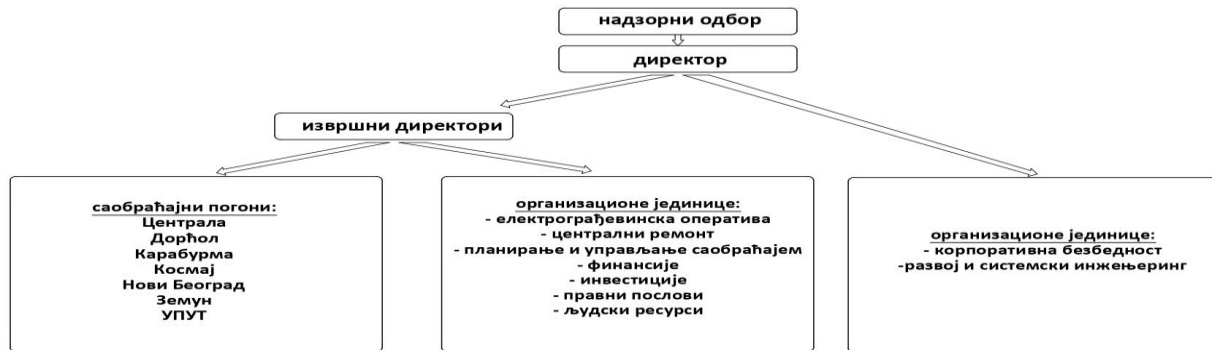 надзорни одбор
директор
извршни директори
саобраћајни погони:
Централа
Дорћол
Карабурма
Космај
Нови Београд
Земун
УПУТ
организационе јединице:
- електрограђевинска оператива
- централни ремонт
- планирање и управљање саобраћајем
- финансије
- инвестиције
- правни послови
- људски ресурси
организационе јединице:
- корпоративна безбедност
-развој и системски инжењеринг